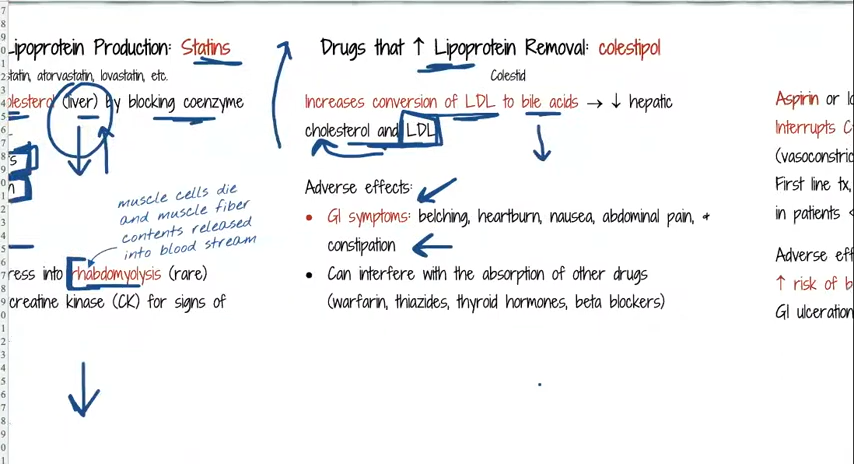 Lipoprotein Production: Statins
statin, atorvastatin, lovastatin, etc.
cholesterol (liver) by blocking coenzyme
muscle cells die
and muscle fiber
contents released
into blood stream
rhabdomyolysis (rare)
creatine kinase (CK) for signs of
Drugs that ↑ Lipoprotein Removal: colestipol
Colestid
Increases conversion of LDL to bile acids → ↓ hepatic
cholesterol and LDL
Adverse effects:
• GI symptoms: belching, heartburn, nausea, abdominal pain, +
constipation
• Can interfere with the absorption of other drugs
(warfarin, thiazides, thyroid hormones, beta blockers)
Aspirin or
Interrupts
(vasoconstric
First line tx,
in patients <
Adverse eff
↑ risk of b
GI ulceration